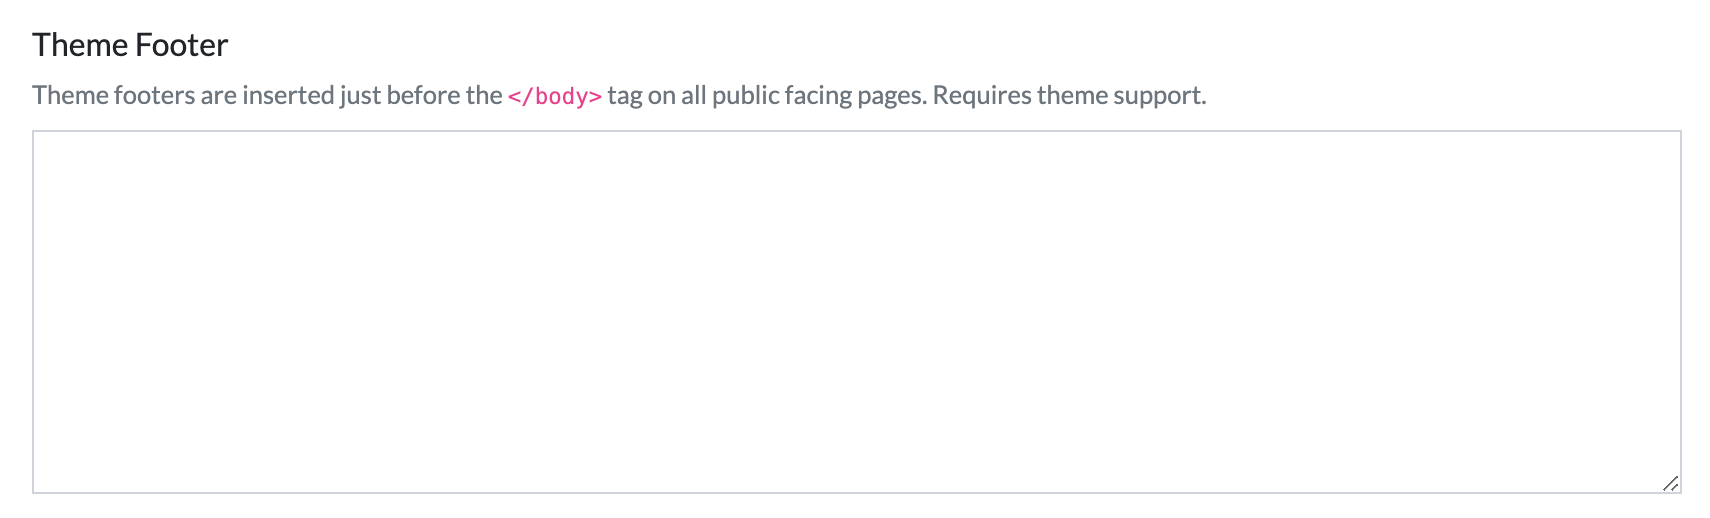 Theme Footer
Theme footers are inserted just before the </body> tag on all public facing pages. Requires theme support.